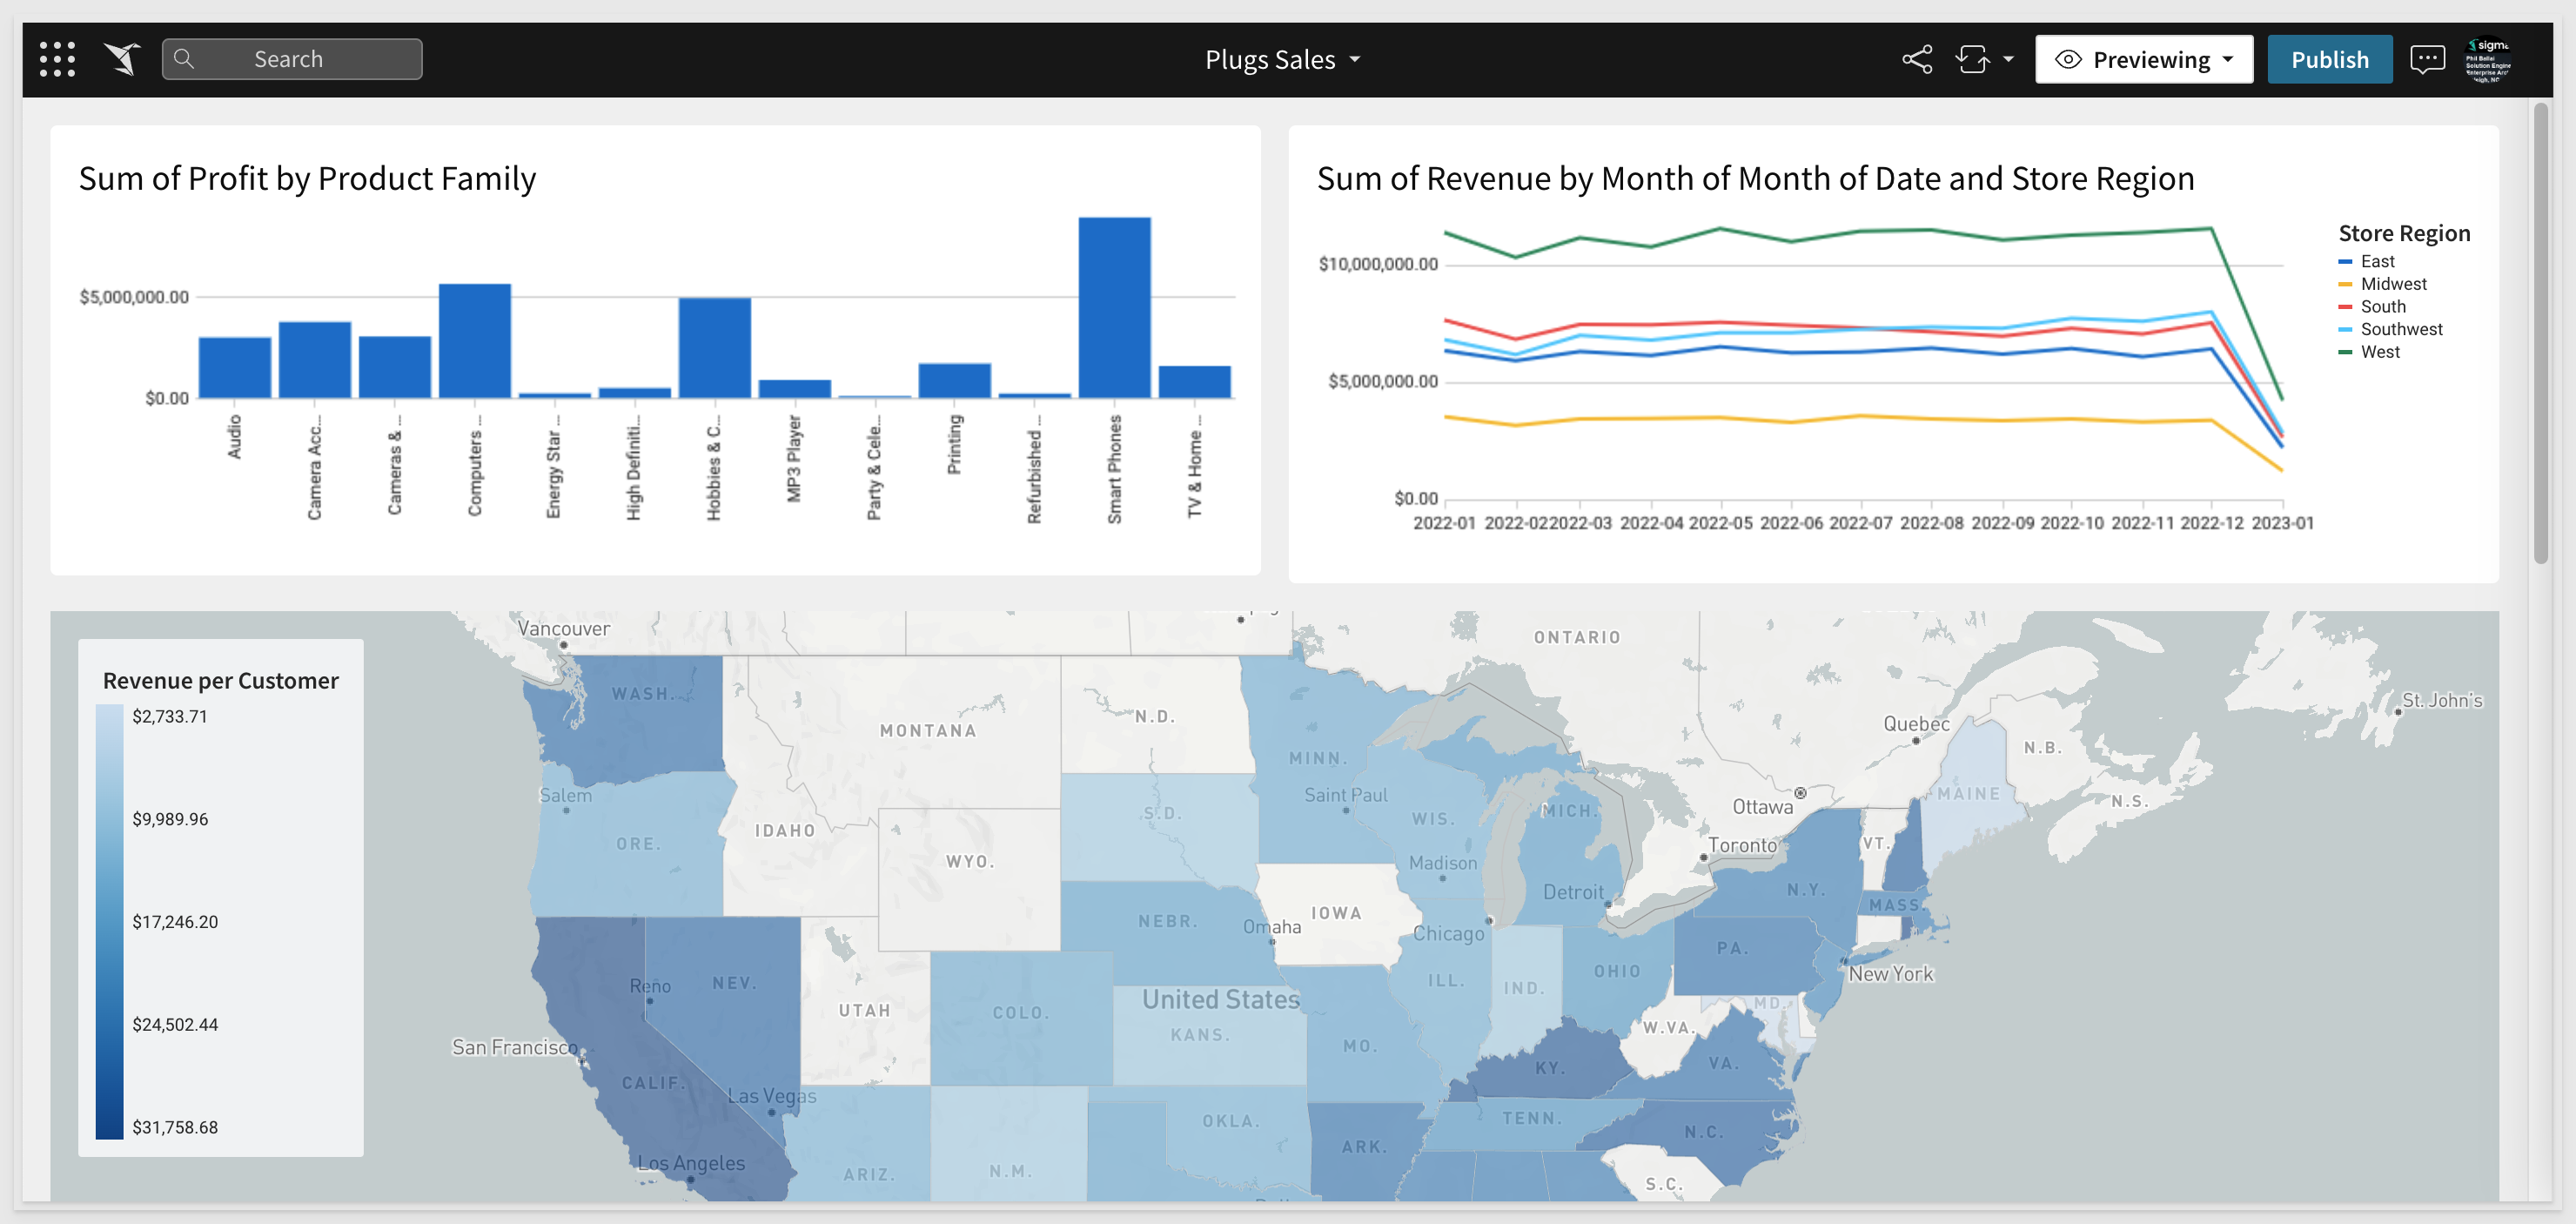 Search
Plugs Sales
Previewing
Publish
sigma
Phil Ballai
Solution Engine
Enterprise Arc
Sum of Profit by Product Family
$5,000,000.00
$0.00
Audio
Camera Acc...
Cameras & ...
Computers ...
Energy Star ...
High Definiti...
Hobbies & C...
MP3 Player
Party & Cele...
Printing
Refurbished ...
Smart Phones
TV & Home ...
Sum of Revenue by Month of Month of Date and Store Region
$10,000,000.00
$5,000,000.00
$0.00
2022-01 2022-02 2022-03 2022-04 2022-05 2022-06 2022-07 2022-08 2022-09 2022-10 2022-11 2022-12 2023-01
Store Region
East
Midwest
South
Southwest
West
Revenue per Customer
$2,733.71
$9,989.96
$17,246.20
$24,502.44
$31,758.68
Vancouver
ONTARIO
WASH.
St. John's
MONTANA
N.D.
Quebec
N.B.
MINN.
Salem
Saint Paul
MAINE
N.S.
Ottawa
S.D.
MICH.
WIS.
IDAHO
ORE.
Toronto
VT.
WYO.
Madison
Detroit
N.Y.
MASS.
IOWA
NEBR.
Omaha
Chicago
PA.
OHIO
New York
Reno
NEV.
ILL.
IND.
United States
MD.
UTAH
COLO.
W.VA.
KANS.
MO.
San Francisco
VA.
KY.
CALIF.
Las Vegas
OKLA.
TENN.
N.C.
ARK.
Los Angeles
ARIZ.
N.M.
S.C.